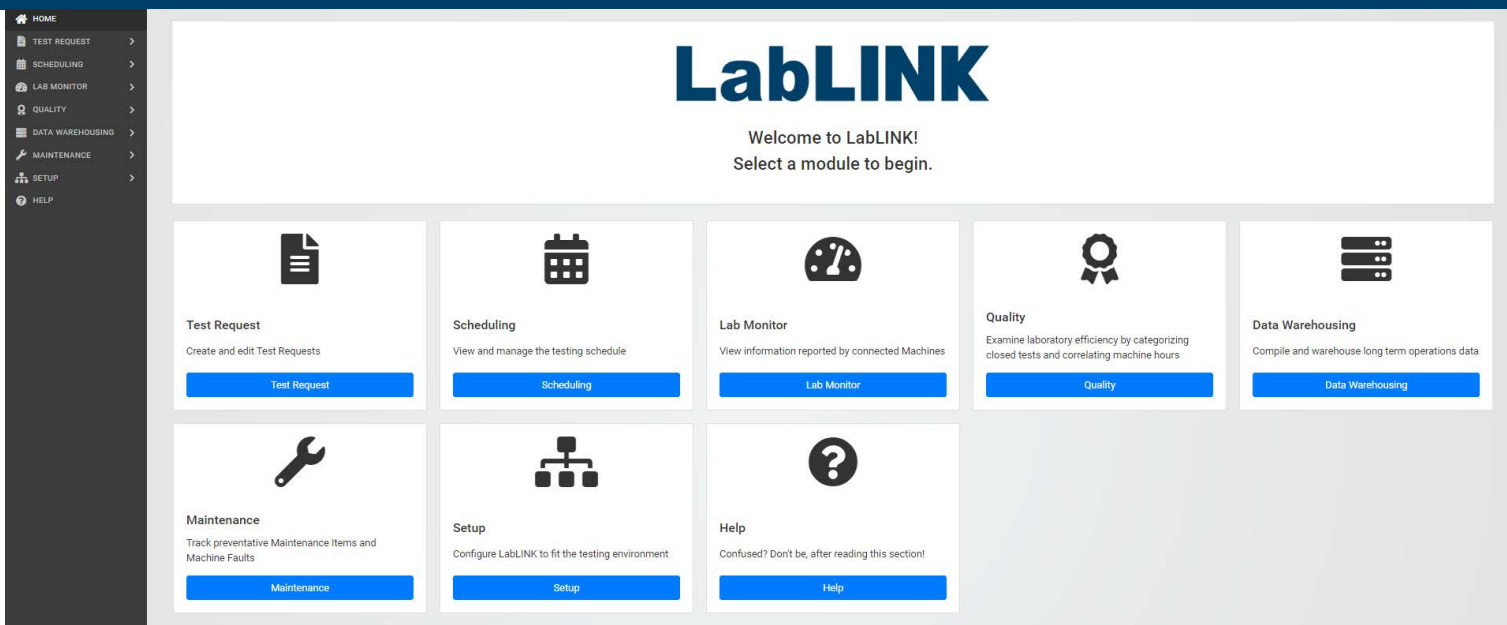 HOME
TEST REQUEST
SCHEDULING
LAB MONITOR
QUALITY
DATA WAREHOUSING
MAINTENANCE
SETUP
HELP
LabLINK
Welcome to LabLINK!
Select a module to begin.
Test Request
Create and edit Test Requests
Test Request
Scheduling
View and manage the testing schedule
Scheduling
Lab Monitor
View information reported by connected Machines
Lab Monitor
Quality
Examine laboratory efficiency by categorizing
closed tests and correlating machine hours
Quality
Data Warehousing
Compile and warehouse long term operations data
Data Warehousing
Maintenance
Track preventative Maintenance Items and
Machine Faults
Maintenance
Setup
Configure LabLINK to fit the testing environment
Setup
Help
Confused? Don't be, after reading this section!
Help